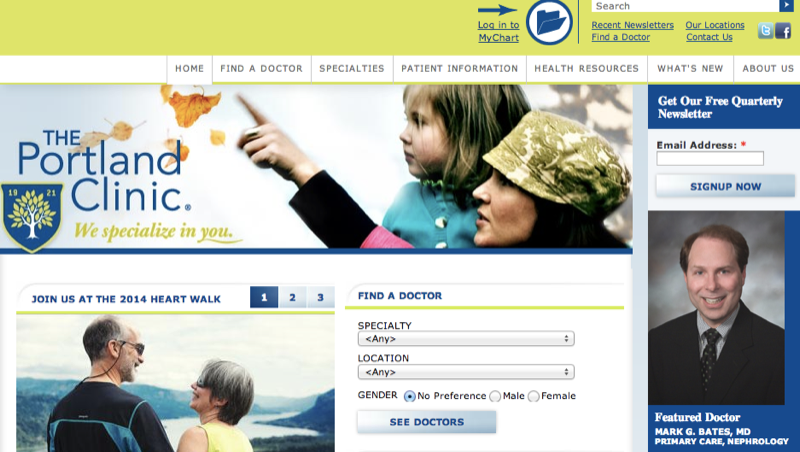 Search
Log in to
MyChart
Recent Newsletters
Our Locations
Find a Doctor
Contact Us
HOME
FIND A DOCTOR
SPECIALTIES
PATIENT INFORMATION
HEALTH RESOURCES
WHAT'S NEW
ABOUT US
THE
Portland
Clinic®
19 21
We specialize in you.
Get Our Free Quarterly
Newsletter
Email Address: *
SIGNUP NOW
JOIN US AT THE 2014 HEART WALK
1 2 3
FIND A DOCTOR
SPECIALTY
<Any>
LOCATION
<Any>
GENDER No Preference Male Female
SEE DOCTORS
Featured Doctor
MARK G. BATES, MD
PRIMARY CARE, NEPHROLOGY